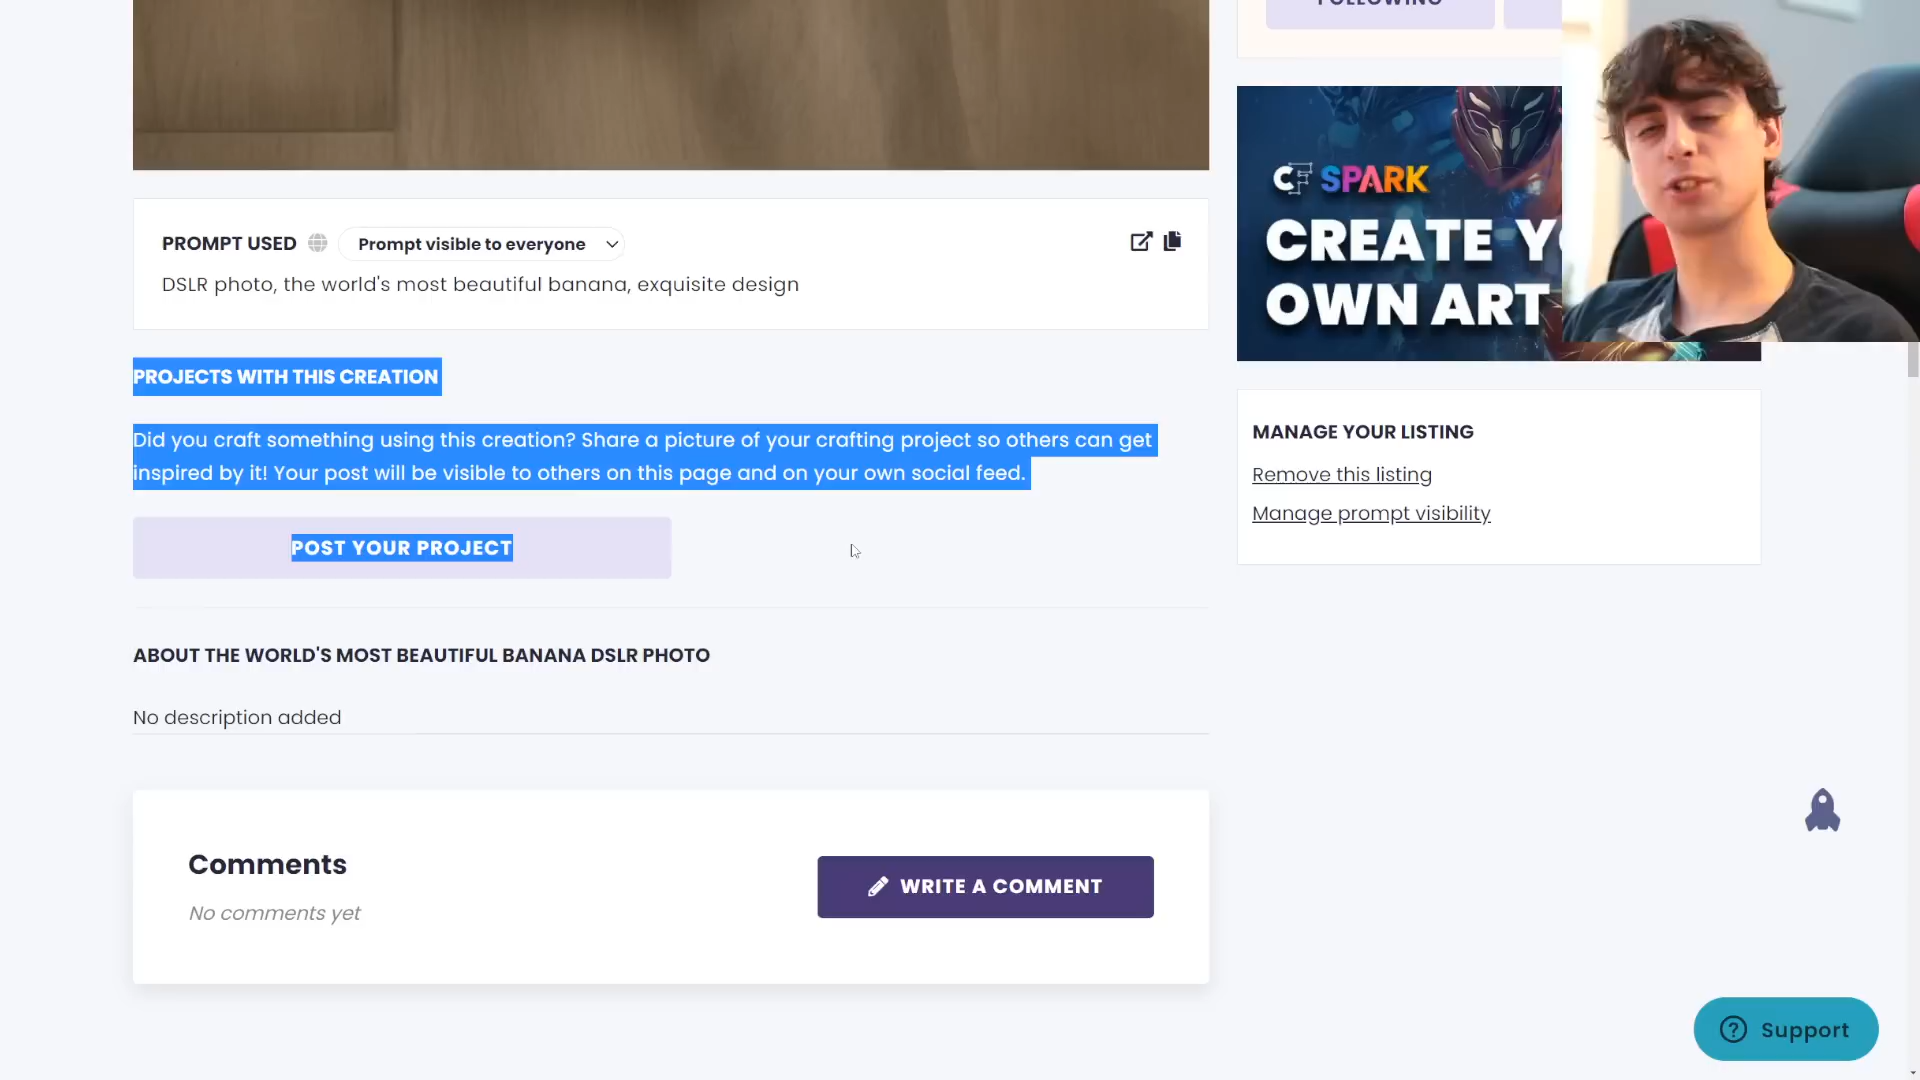 FOLLOWING
PROMPT USED
Prompt visible to everyone
DSLR photo, the world's most beautiful banana, exquisite design
CF SPARK
CREATE
OWN ART
PROJECTS WITH THIS CREATION
Did you craft something using this creation? Share a picture of your crafting project so others can get
inspired by it! Your post will be visible to others on this page and on your own social feed.
POST YOUR PROJECT
MANAGE YOUR LISTING
Remove this listing
Manage prompt visibility
ABOUT THE WORLD'S MOST BEAUTIFUL BANANA DSLR PHOTO
No description added
Comments
No comments yet
WRITE A COMMENT
Support